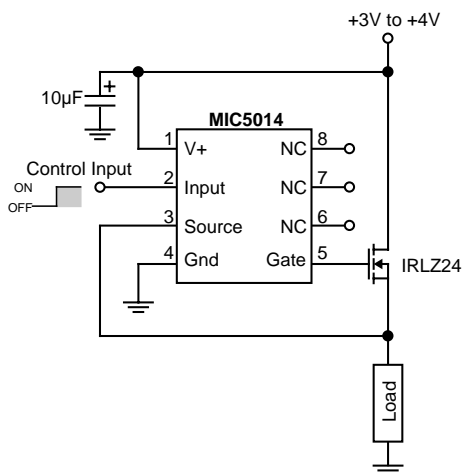 +3V to +4V
10µF
+
MIC5014
1 V+ NC 8
Control Input
ON
OFF
2 Input NC 7
3 Source NC 6
4 Gnd Gate 5
IRLZ24
Load